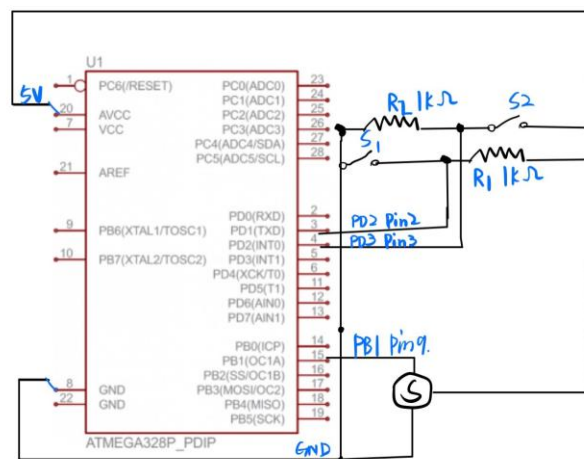 U1
5V
1
PC6(/RESET)
20
AVCC
7
VCC
21
AREF
9
PB6(XTAL1/TOSC1)
10
PB7(XTAL2/TOSC2)
8
GND
22
GND
PC0(ADC0)
23
PC1(ADC1)
24
PC2(ADC2)
25
PC3(ADC3)
26
PC4(ADC4/SDA)
27
PC5(ADC5/SCL)
28
PD0(RXD)
2
PD1(TXD)
3
PD2(INT0)
4
PD3(INT1)
5
PD4(XCK/T0)
6
PD5(T1)
11
PD6(AIN0)
12
PD7(AIN1)
13
PB0(ICP)
14
PB1(OC1A)
15
PB2(SS/OC1B)
16
PB3(MOSI/OC2)
17
PB4(MISO)
18
PB5(SCK)
19
ATMEGA328P_PDIP
R2 1kΩ
S2
S1
R1 1kΩ
PD2 Pin2
PD3 Pin3
PB1 Pin9.
S
GND